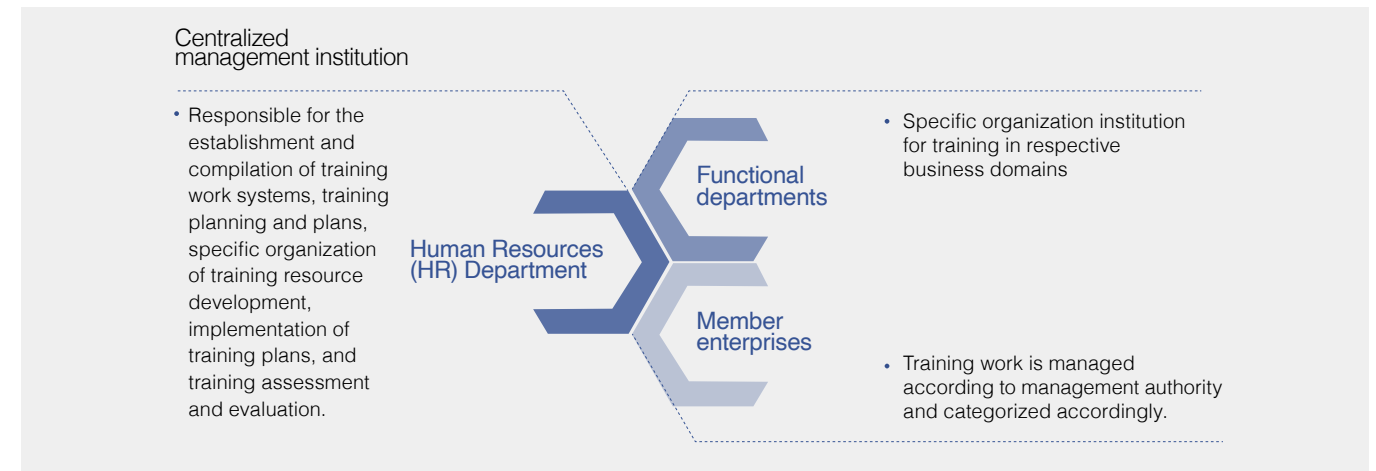 Centralized
management institution
• Responsible for the
establishment and
compilation of training
work systems, training
planning and plans,
specific organization
of training resource
development,
implementation of
training plans, and
training assessment
and evaluation.
Human Resources
(HR) Department
Functional
departments
• Specific organization institution
for training in respective
business domains
Member
enterprises
• Training work is managed
according to management authority
and categorized accordingly.